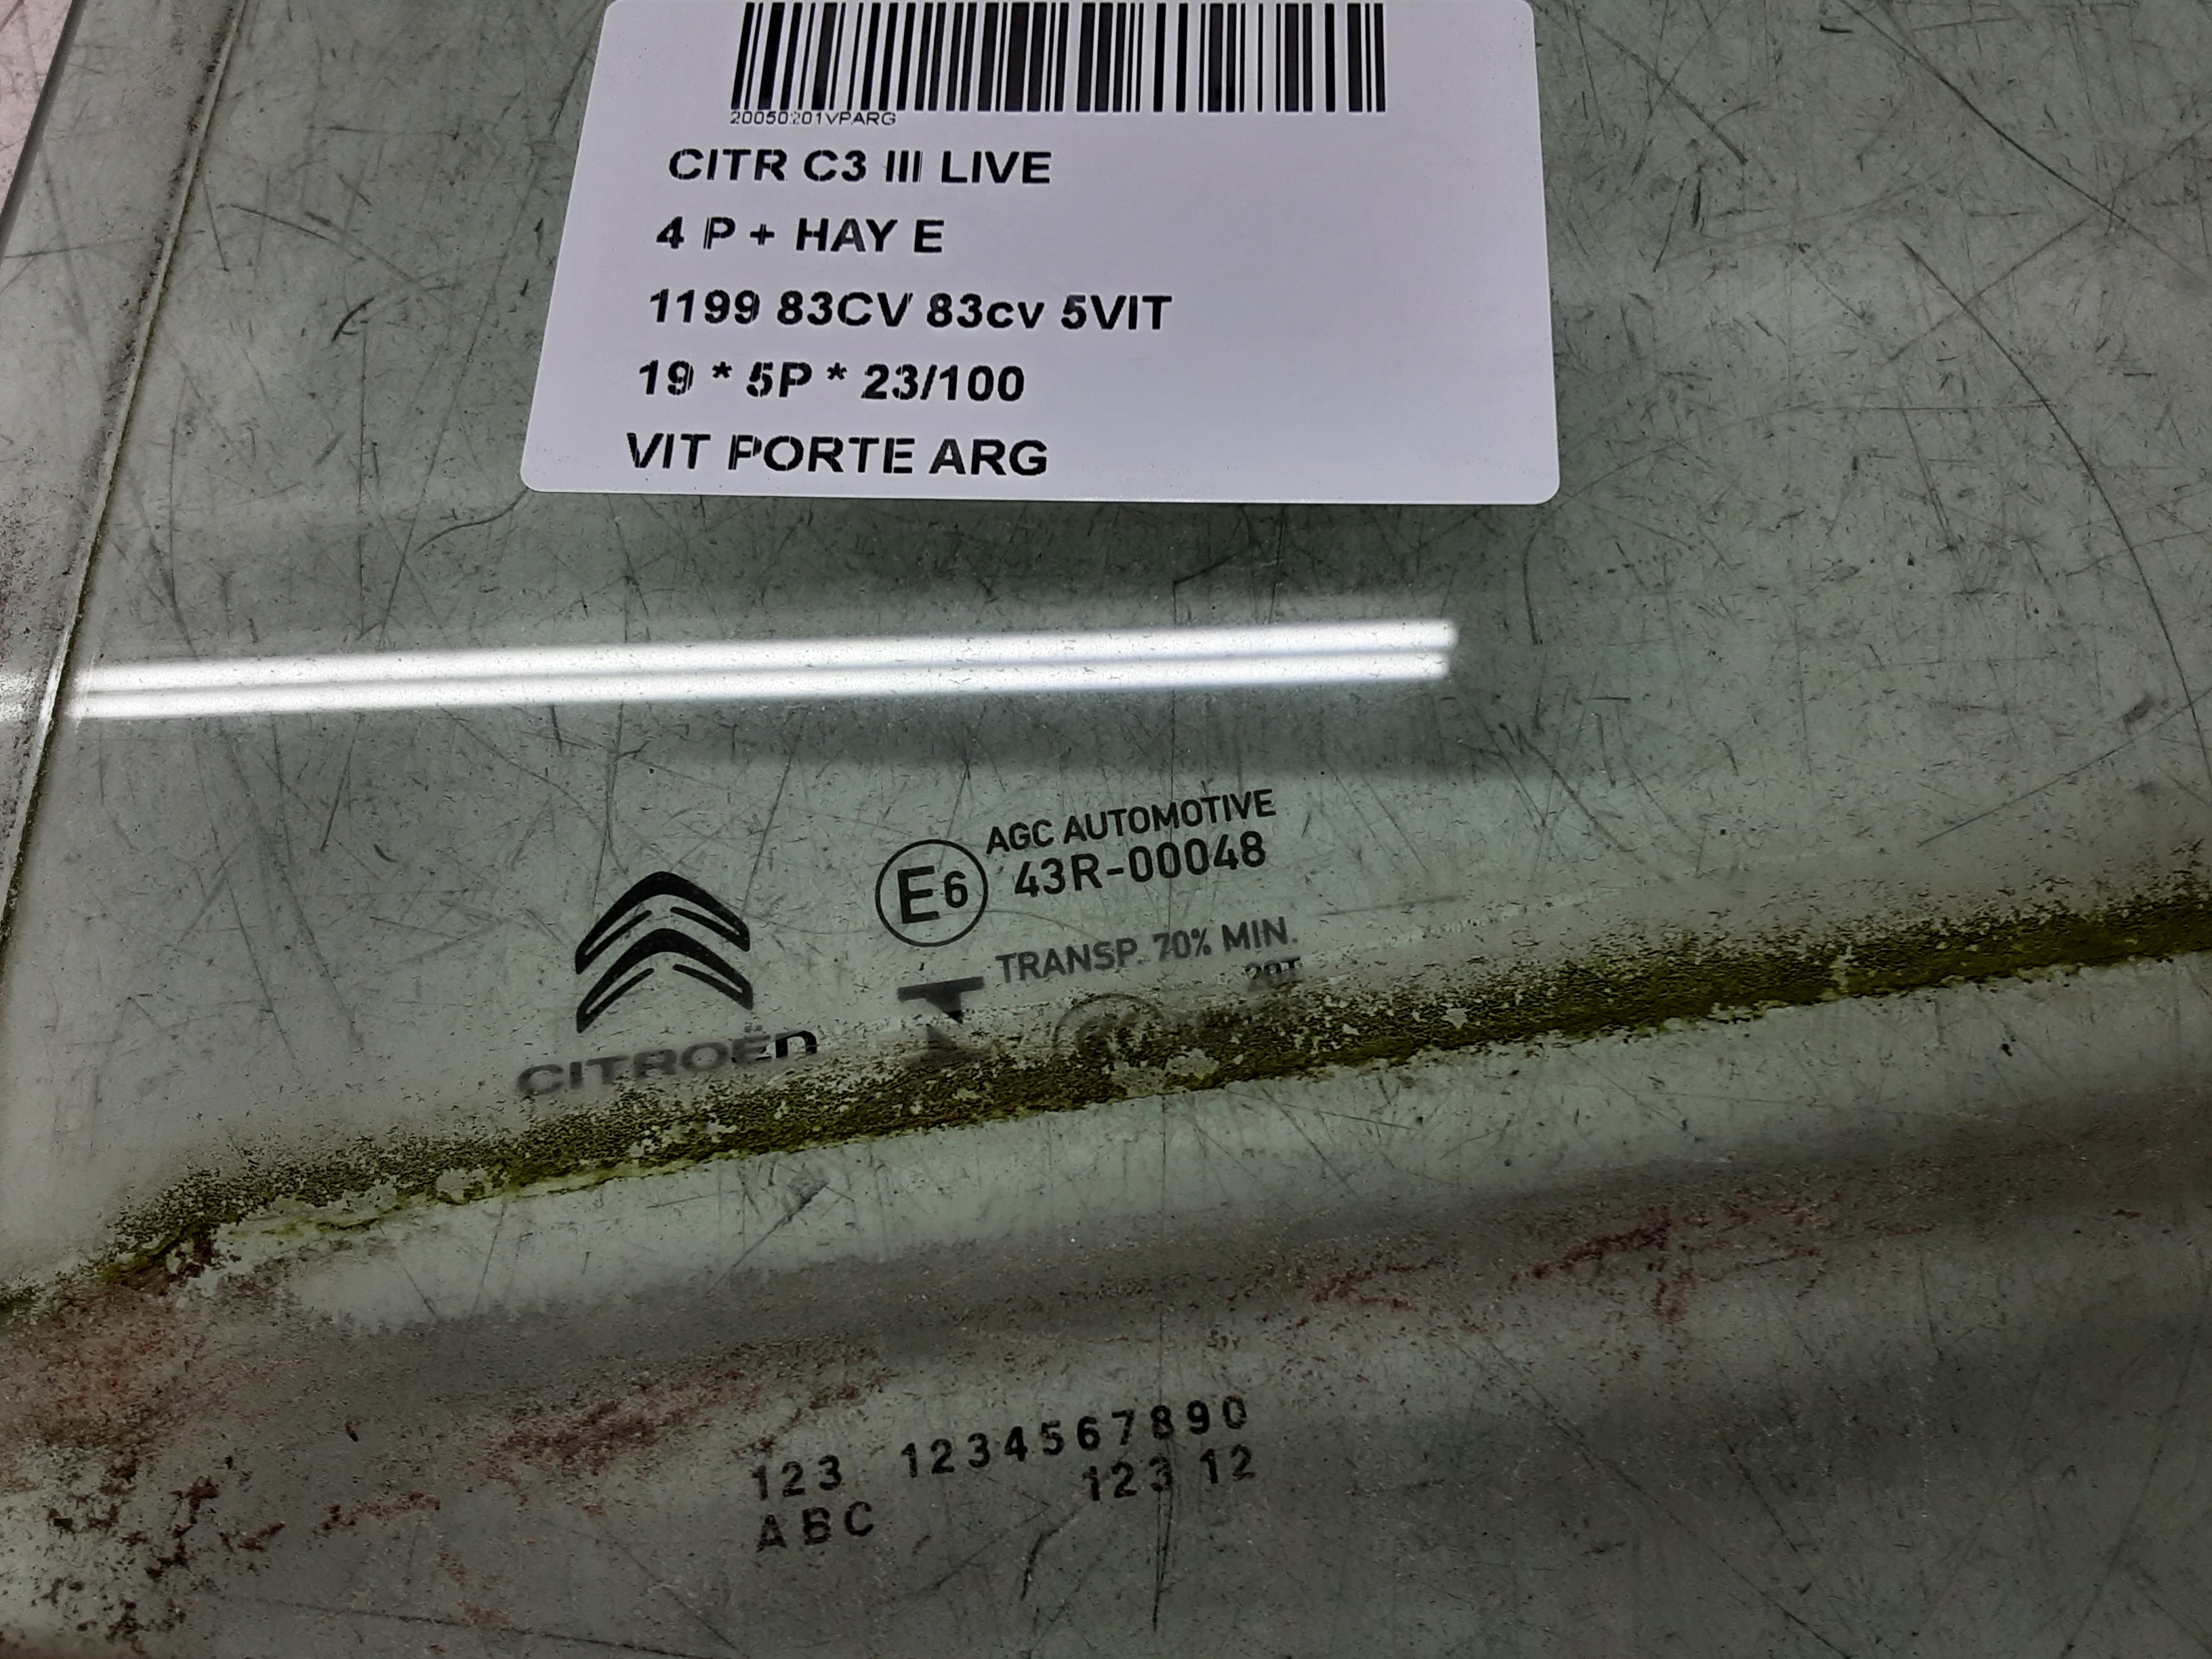 20050201VPARG
CITR C3 III LIVE
4 P + HAY E
1199 83CV 83cv 5VIT
19 * 5P * 23/100
VIT PORTE ARG
AGC AUTOMOTIVE
E6 43R-00048
TRANSP. 70% MIN.
CITROËN
123 1234567890
ABC 123 12